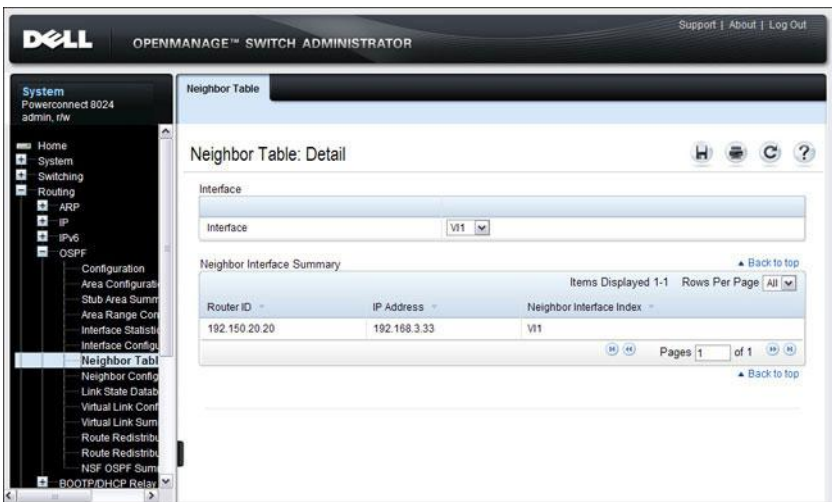 Support | About | Log Out
DELL
OPENMANAGE™ SWITCH ADMINISTRATOR
System
Powerconnect 8024
admin, r/w
Home
System
Switching
Routing
ARP
IP
IPv6
OSPF
Configuration
Area Configurati
Stub Area Summ
Area Range Con
Interface Statistic
Interface Configu
Neighbor Tabl
Neighbor Config
Link State Datab
Virtual Link Conf
Virtual Link Sum
Route Redistribu
Route Redistribu
NSF OSPF Sum
BOOTP/DHCP Relay
Neighbor Table
Neighbor Table: Detail
Interface
Interface Vl1
Neighbor Interface Summary
Back to top
Items Displayed 1-1 Rows Per Page All
Router ID IP Address Neighbor Interface Index
192.150.20.20 192.168.3.33 Vl1
Pages 1 of 1
Back to top